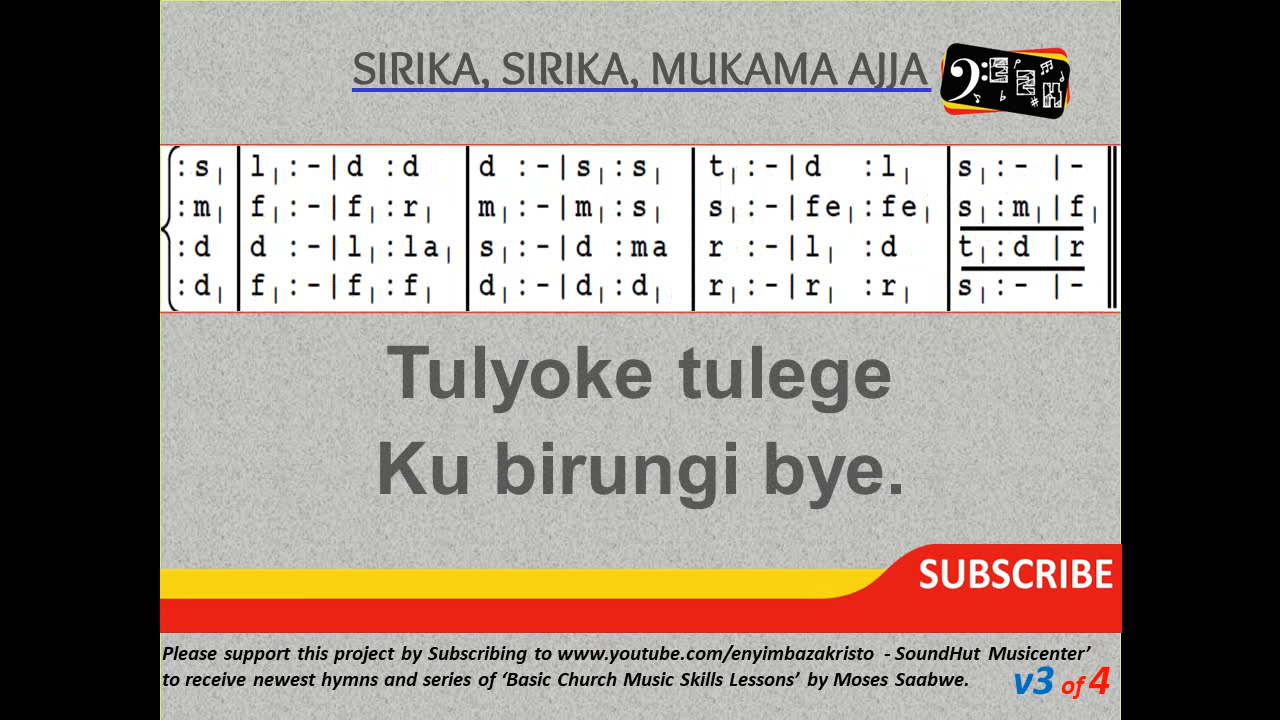 SIRIKA, SIRIKA, MUKAMA AJJA
:s| l|:-|d :d d :-|s|:s| t|:-|d :l| s|:- |-
:m| f|:-|f|:r| m|:-|m|:s| s|:-|fe|:fe| s|:m||f|
:d d :-|l|:la| s|:-|d :ma r :-|l| :d t|:d |r
:d| f|:-|f|:f| d|:-|d|:d| r|:-|r| :r| s|:- |-
Tulyoke tulege
Ku birungi bye.
SUBSCRIBE
Please support this project by Subscribing to www.youtube.com/enyimbazakristo - SoundHut Musicenter’
to receive newest hymns and series of ‘Basic Church Music Skills Lessons’ by Moses Saabwe.
v3 of 4